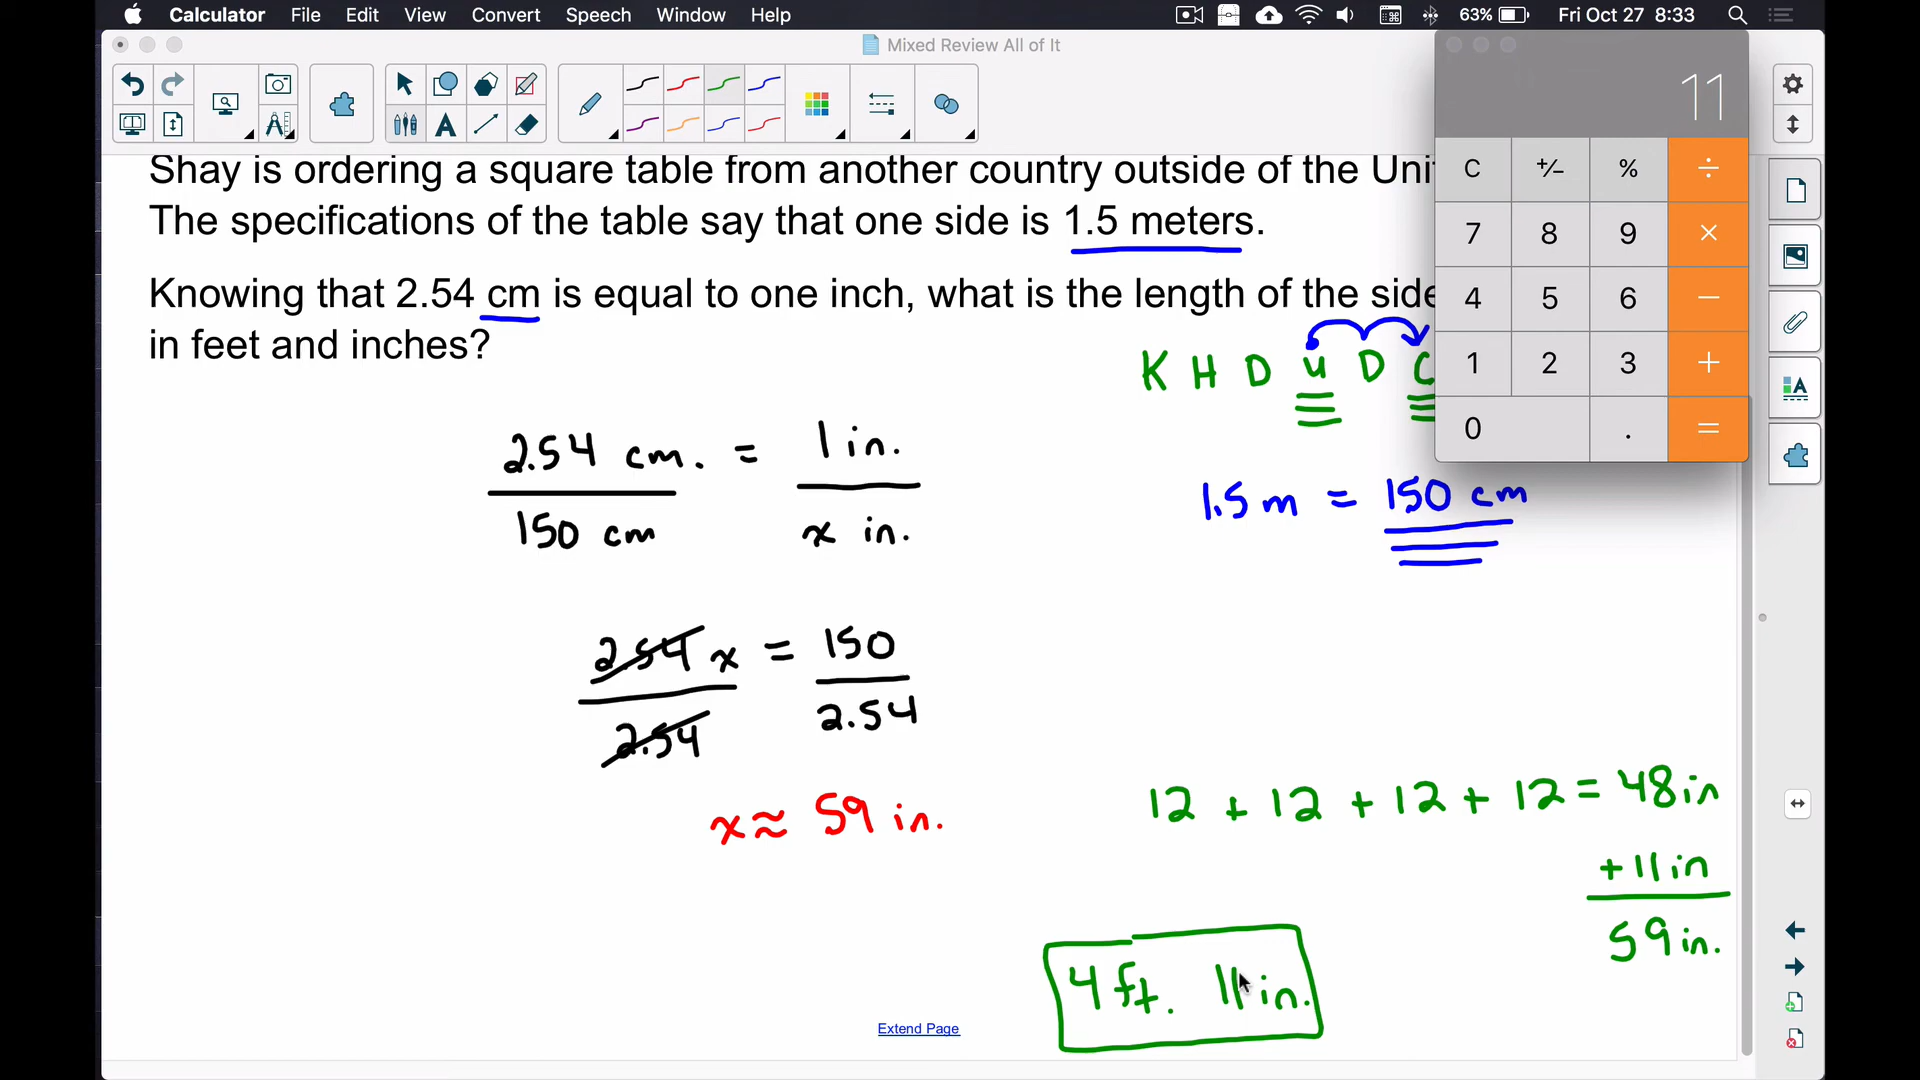 Calculator File Edit View Convert Speech Window Help 63% Fri Oct 27 8:33
Mixed Review All of It
11
C +/− % ÷
7 8 9 ×
4 5 6 −
1 2 3 +
0 . =
Shay is ordering a square table from another country outside of the
The specifications of the table say that one side is 1.5 meters.
Knowing that 2.54 cm is equal to one inch, what is the length of the side
in feet and inches?
K H D U D C
2.54 cm. = 1 in.
150 cm x in.
1.5 m = 150 cm
2.54 x = 150
2.54 2.54
x ≈ 59 in.
12 + 12 + 12 + 12 = 48 in
+ 11 in
59 in.
4 ft. 11 in.
Extend Page